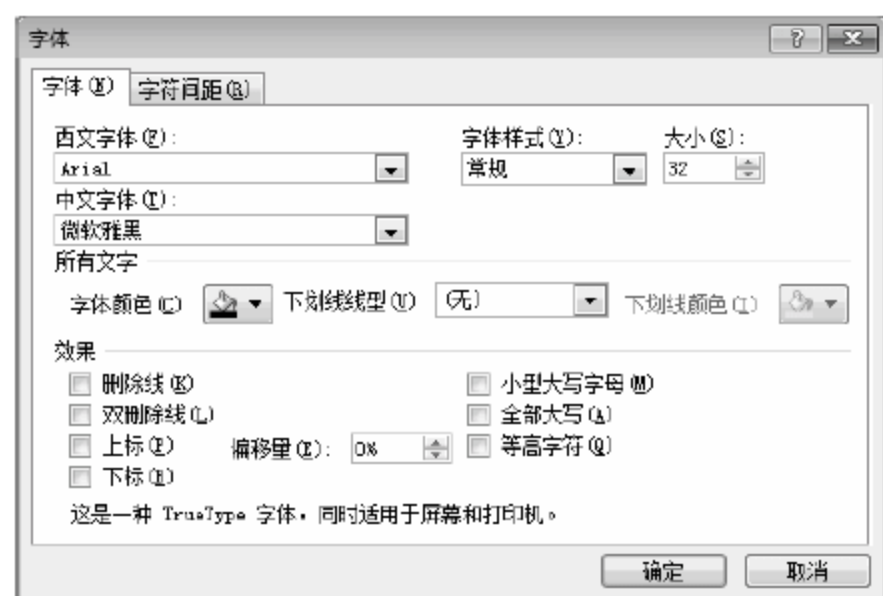 字体
字体(N) 字符间距(R)
西文字体(F): 字体样式(Y): 大小(S):
Arial 常规 32
中文字体(T):
微软雅黑
所有文字
字体颜色(C) 下划线线型(U) (无) 下划线颜色(I)
效果
删除线(K) 小型大写字母(M)
双删除线(L) 全部大写(A)
上标(P) 偏移量(E): 0% 等高字符(Q)
下标(B)
这是一种 TrueType 字体,同时适用于屏幕和打印机。
确定 取消